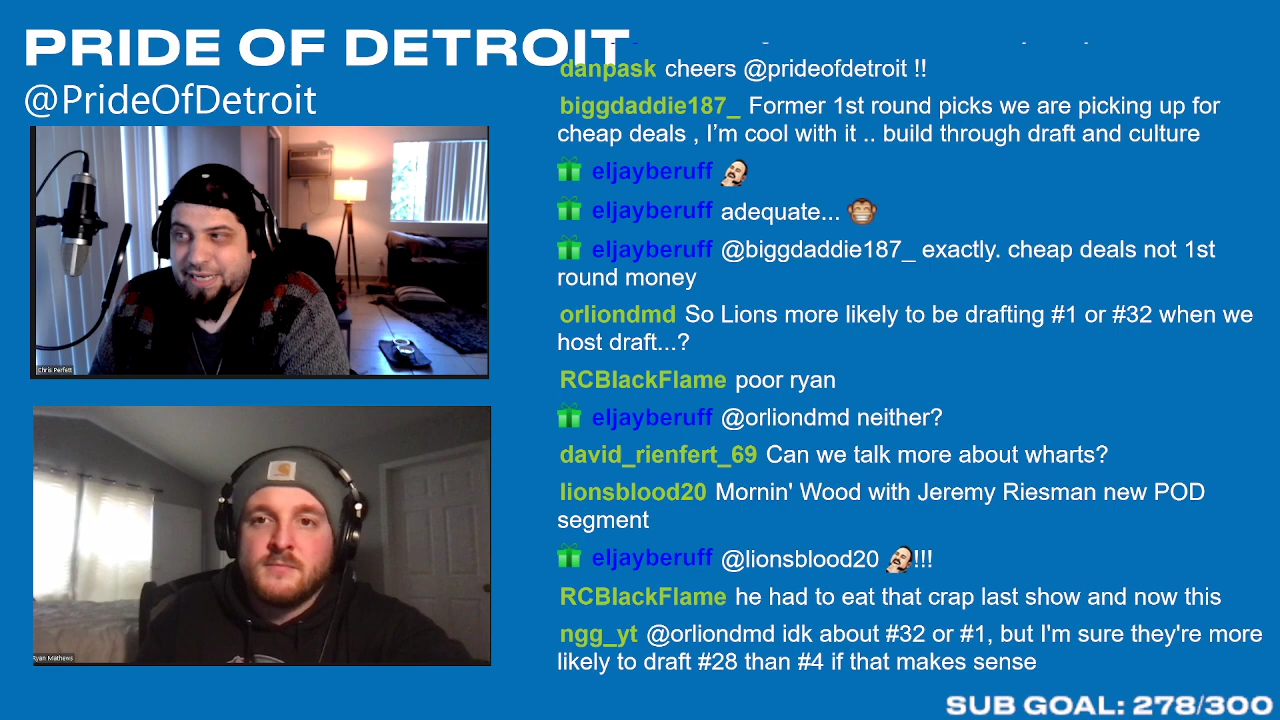 PRIDE OF DETROIT
@PrideOfDetroit
Chris Perfett
Ryan Mathews
danpask cheers @prideofdetroit !!
biggdaddie187_ Former 1st round picks we are picking up for
cheap deals , I'm cool with it .. build through draft and culture
eljayberuff
eljayberuff adequate...
eljayberuff @biggdaddie187_ exactly. cheap deals not 1st
round money
orliondmd So Lions more likely to be drafting #1 or #32 when we
host draft...?
RCBlackFlame poor ryan
eljayberuff @orliondmd neither?
david_rienfert_69 Can we talk more about wharts?
lionsblood20 Mornin' Wood with Jeremy Riesman new POD
segment
eljayberuff @lionsblood20 !!!
RCBlackFlame he had to eat that crap last show and now this
ngg_yt @orliondmd idk about #32 or #1, but I'm sure they're more
likely to draft #28 than #4 if that makes sense
SUB GOAL: 278/300